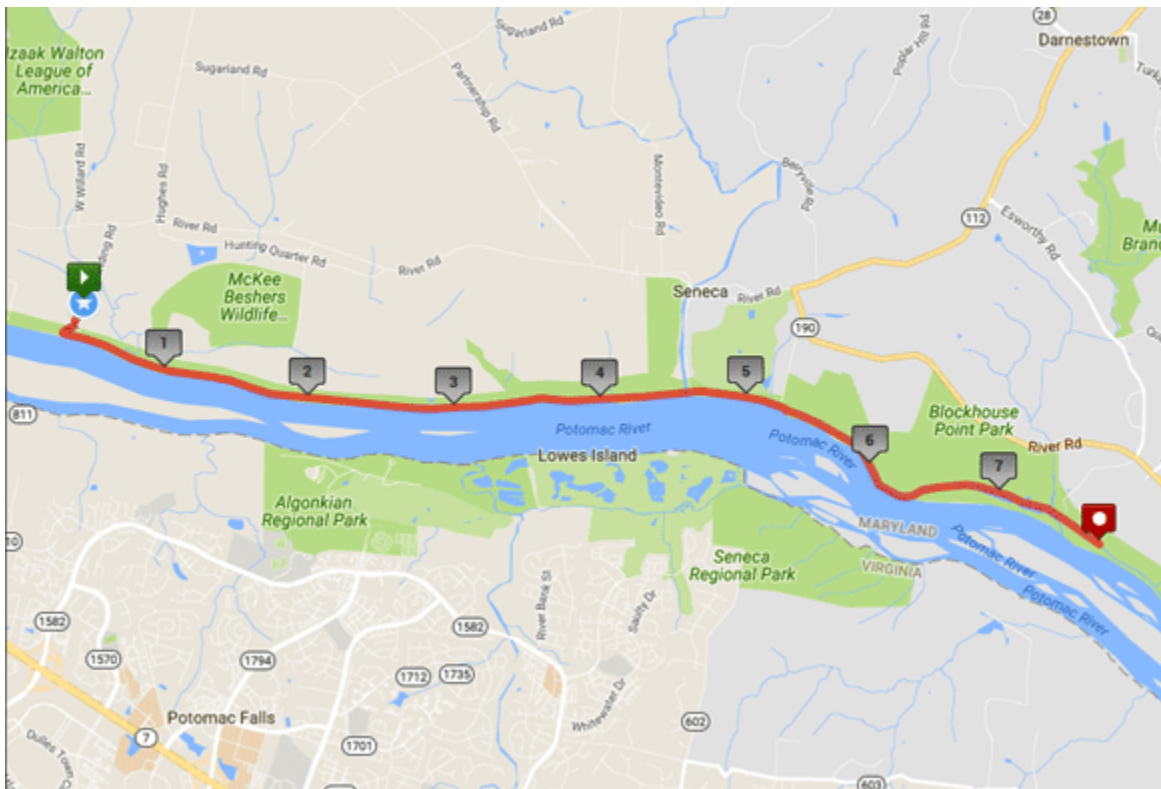 Sugarland Rd
28
Darnestown
Izaak Walton
League of
America...
Sugarland Rd
Partnership Rd
Poplar Hill Rd
W Willard Rd
Hughes Rd
Montevideo Rd
Berryville Rd
112
Esworthy Rd
River Rd
Hunting Quarter Rd
River Rd
McKee
Beshers
Wildlife...
Seneca
River Rd
190
1
2
3
4
5
6
7
811
Potomac River
Lowes Island
Potomac River
Blockhouse
Point Park
River Rd
Algonkian
Regional Park
MARYLAND
VIRGINIA
Potomac River
Potomac River
Seneca
Regional Park
River Bank St
Saulty Dr
Whitewater Dr
1582
1582
1570
1794
1712
1735
Potomac Falls
7
1701
602
603